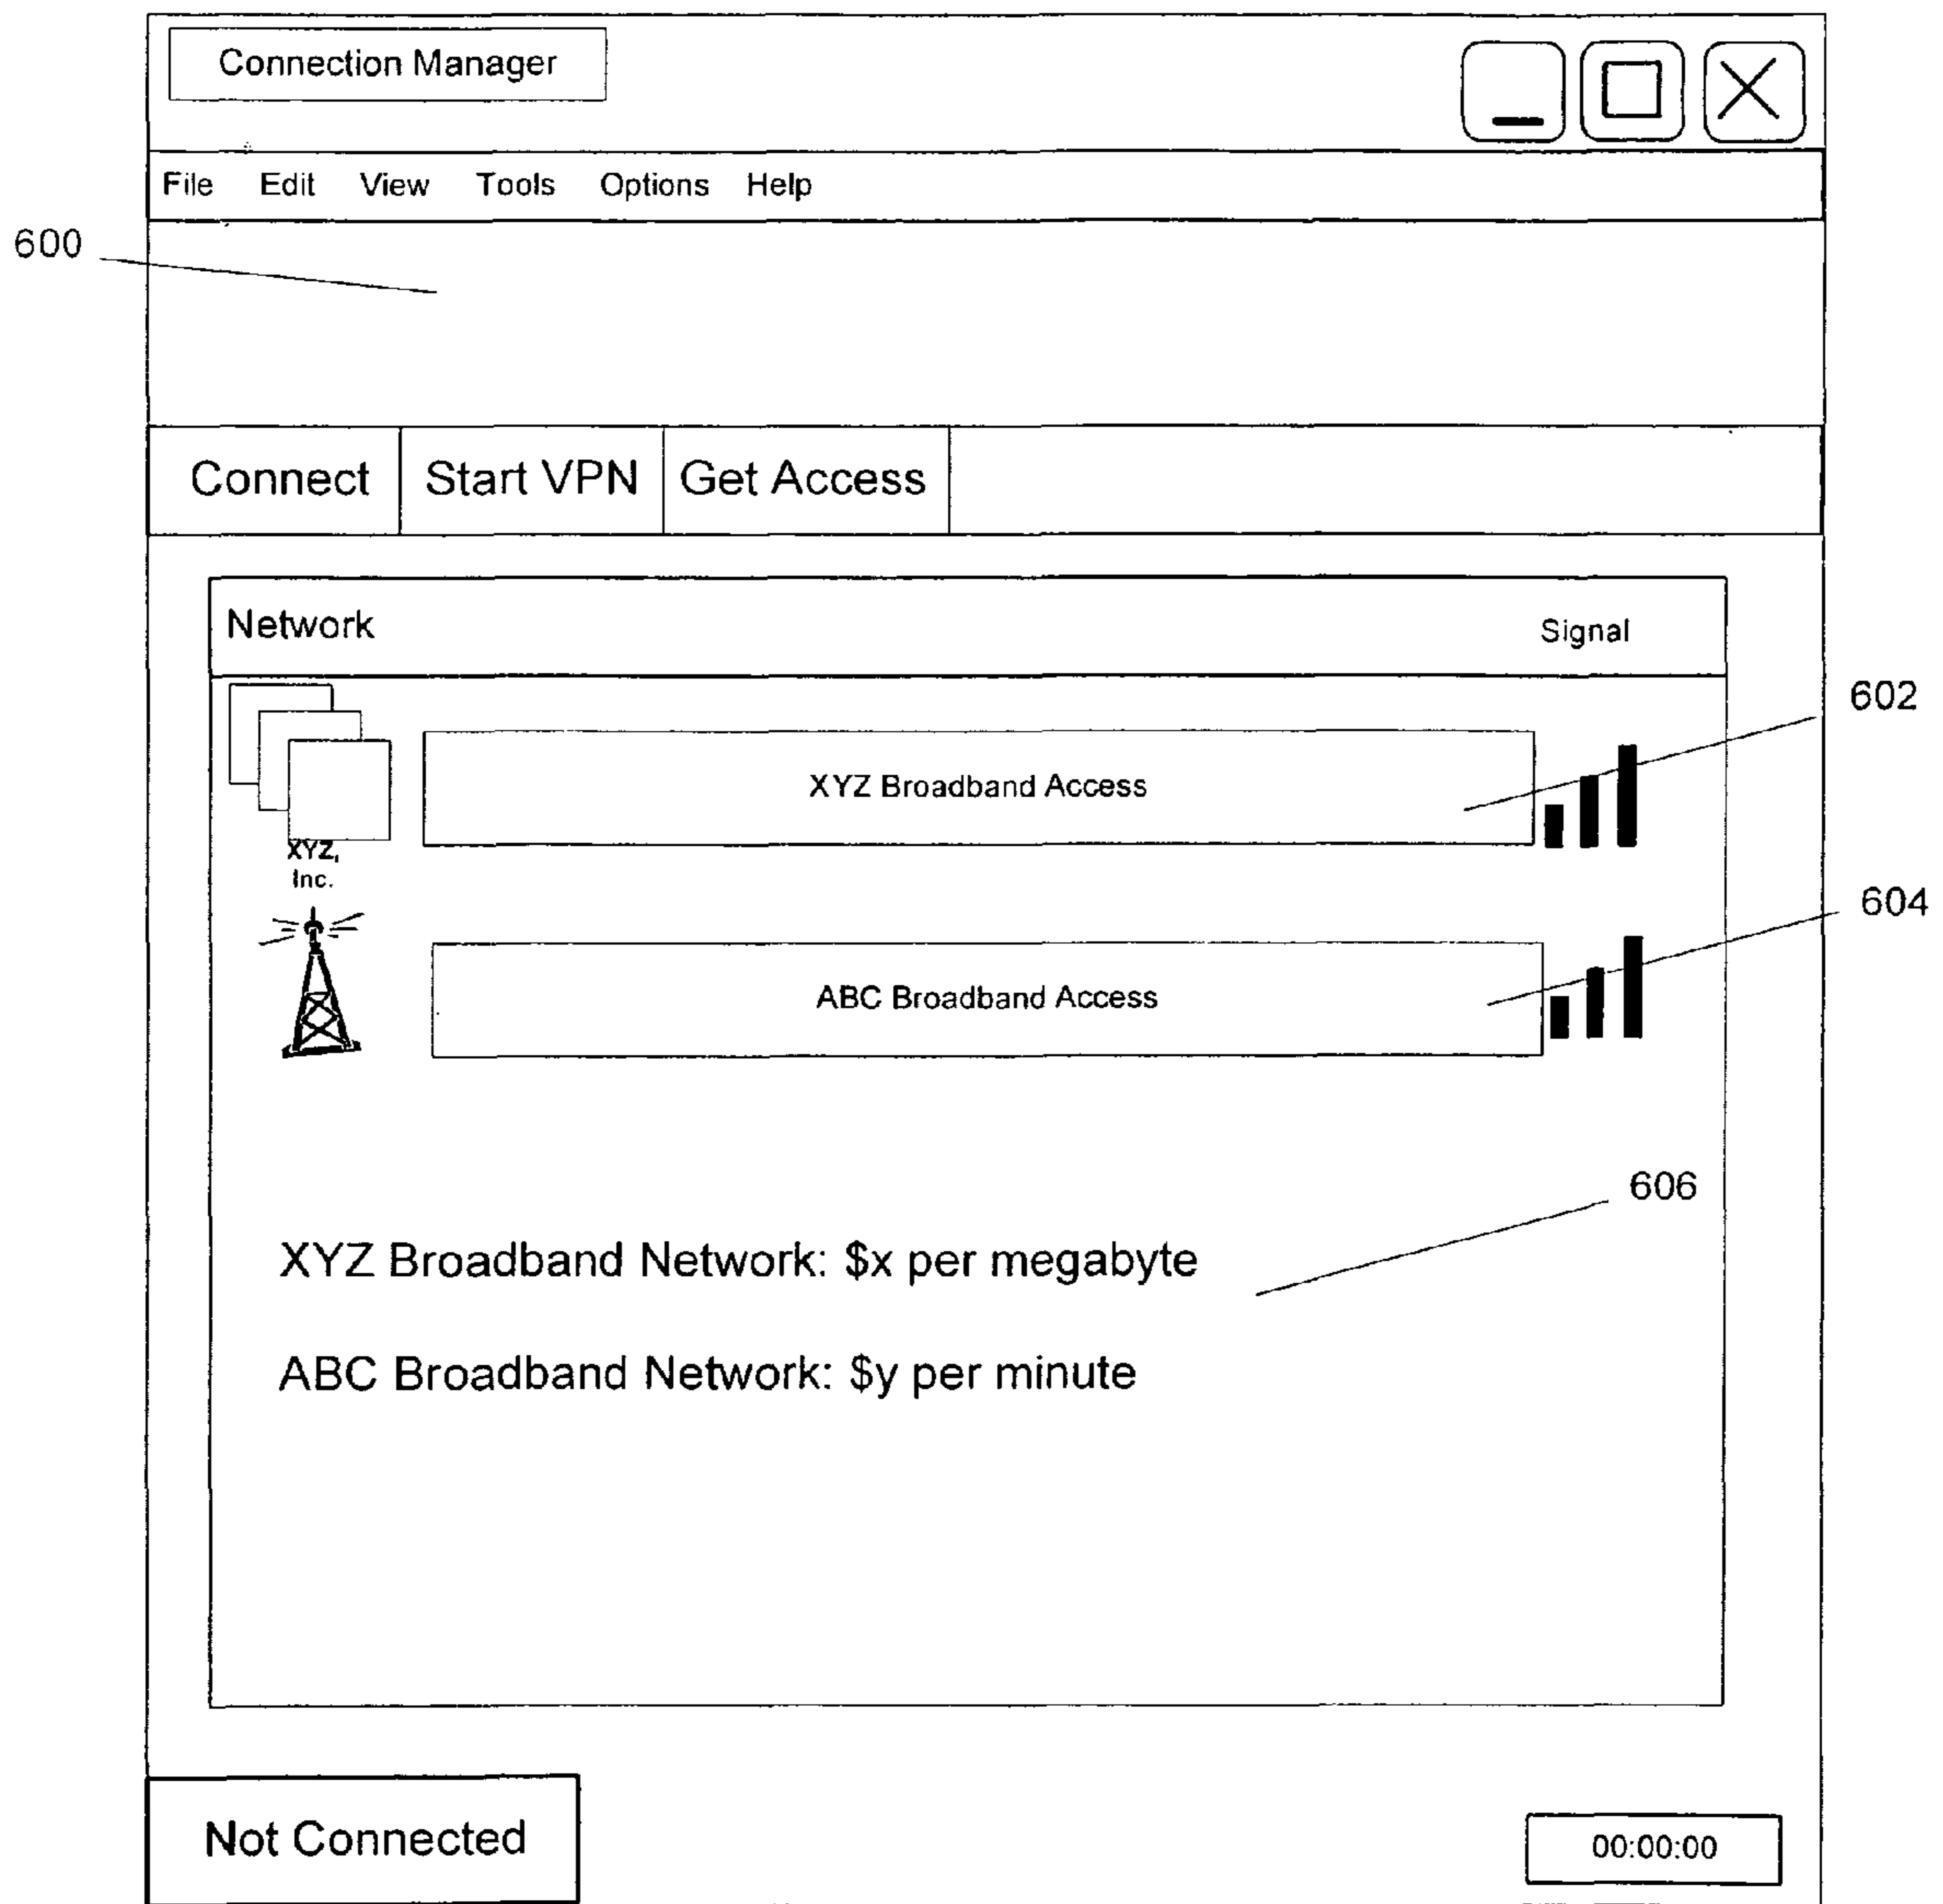 Connection Manager
File Edit View Tools Options Help
600
Connect Start VPN Get Access
Network Signal
602
XYZ Broadband Access
XYZ,
Inc.
604
ABC Broadband Access
606
XYZ Broadband Network: $x per megabyte
ABC Broadband Network: $y per minute
Not Connected 00:00:00